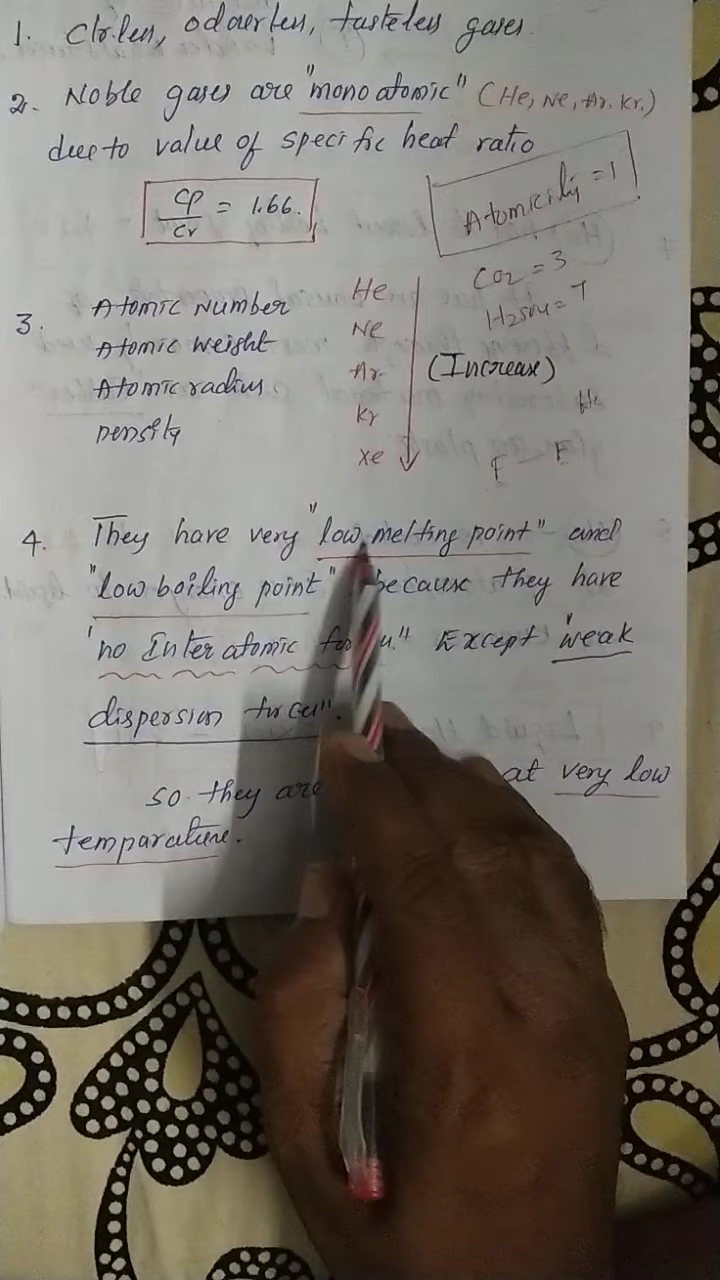 1. Clrless, odourless, tasteless gases.
2. Noble gases are "mono atomic" (He, Ne, Ar, Kr.)
due to value of specific heat ratio
Cp/Cv = 1.66.
Atomicity = 1
CO2 = 3
H2SO4 = 7
3. Atomic Number
Atomic weight
Atomic radius
Density
He
Ne
Ar
Kr
Xe
(Increase)
F — F
4. They have very "low melting point" and
"low boiling point" because they have
"no Inter atomic" Except "weak
dispersion forces".
so they are at very low
temparature.